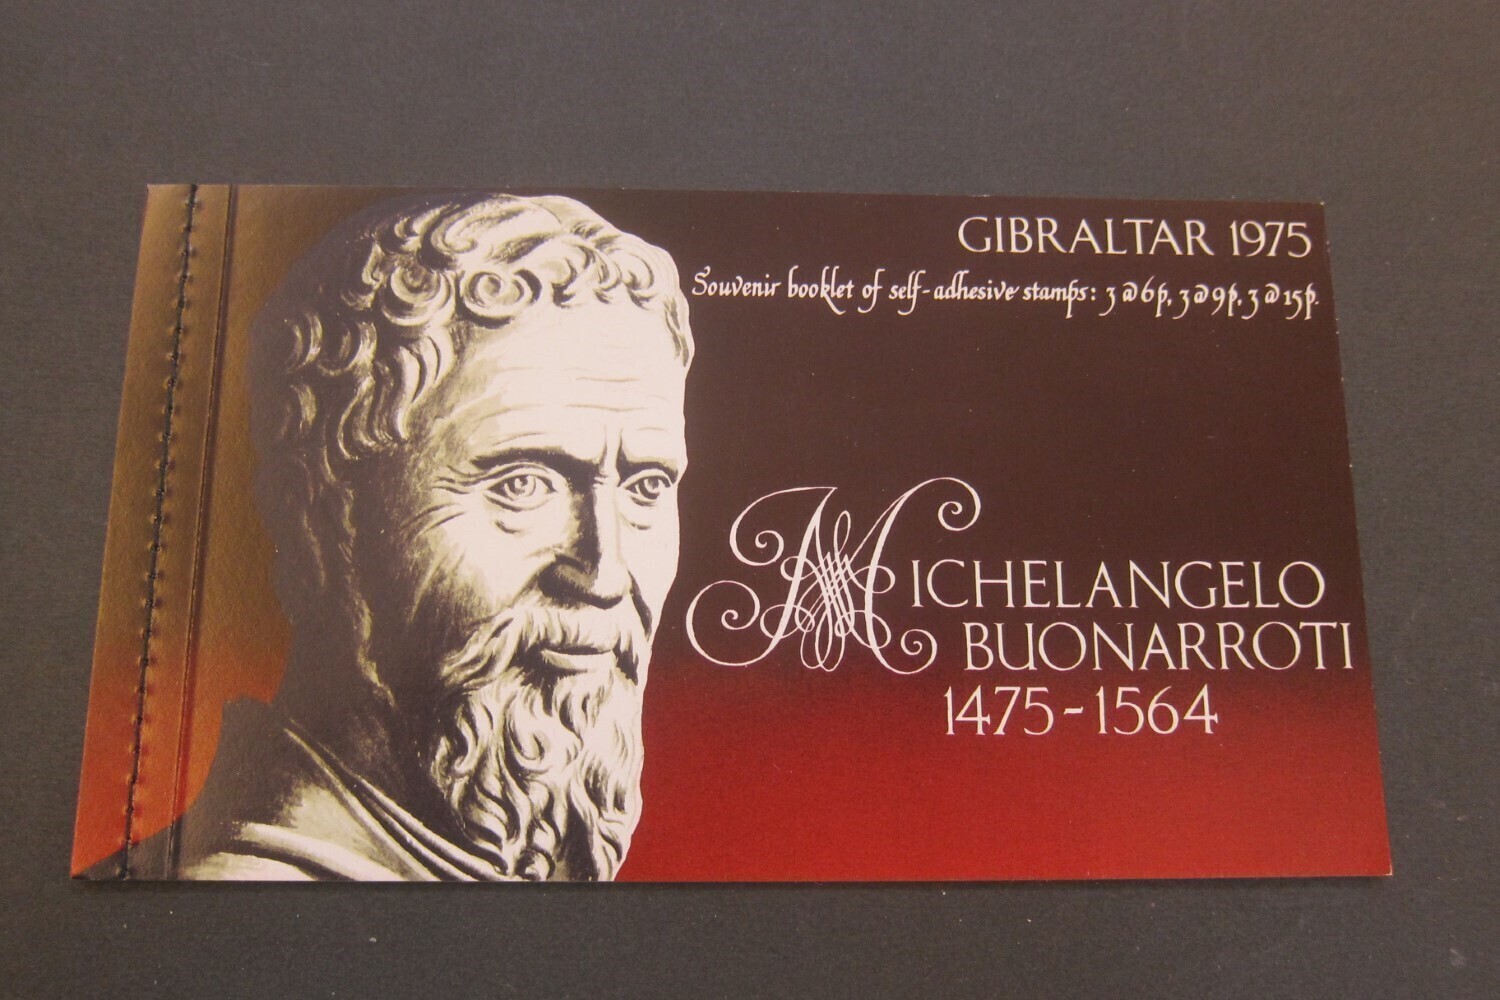 GIBRALTAR 1975
Souvenir booklet of self-adhesive stamps: 3 @ 6p, 3 @ 9p, 3 @ 15p.
MICHELANGELO
BUONARROTI
1475-1564